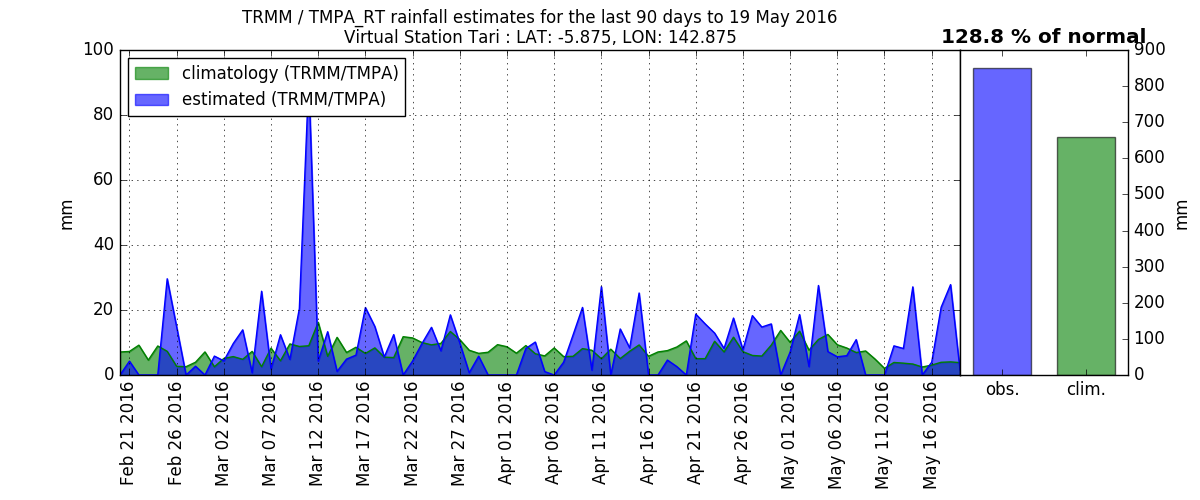 TRMM / TMPA_RT rainfall estimates for the last 90 days to 19 May 2016
Virtual Station Tari : LAT: -5.875, LON: 142.875
128.8 % of normal
climatology (TRMM/TMPA)
estimated (TRMM/TMPA)
100
80
60
40
20
0
mm
900
800
700
600
500
400
300
200
100
0
mm
Feb 21 2016
Feb 26 2016
Mar 02 2016
Mar 07 2016
Mar 12 2016
Mar 17 2016
Mar 22 2016
Mar 27 2016
Apr 01 2016
Apr 06 2016
Apr 11 2016
Apr 16 2016
Apr 21 2016
Apr 26 2016
May 01 2016
May 06 2016
May 11 2016
May 16 2016
obs.
clim.